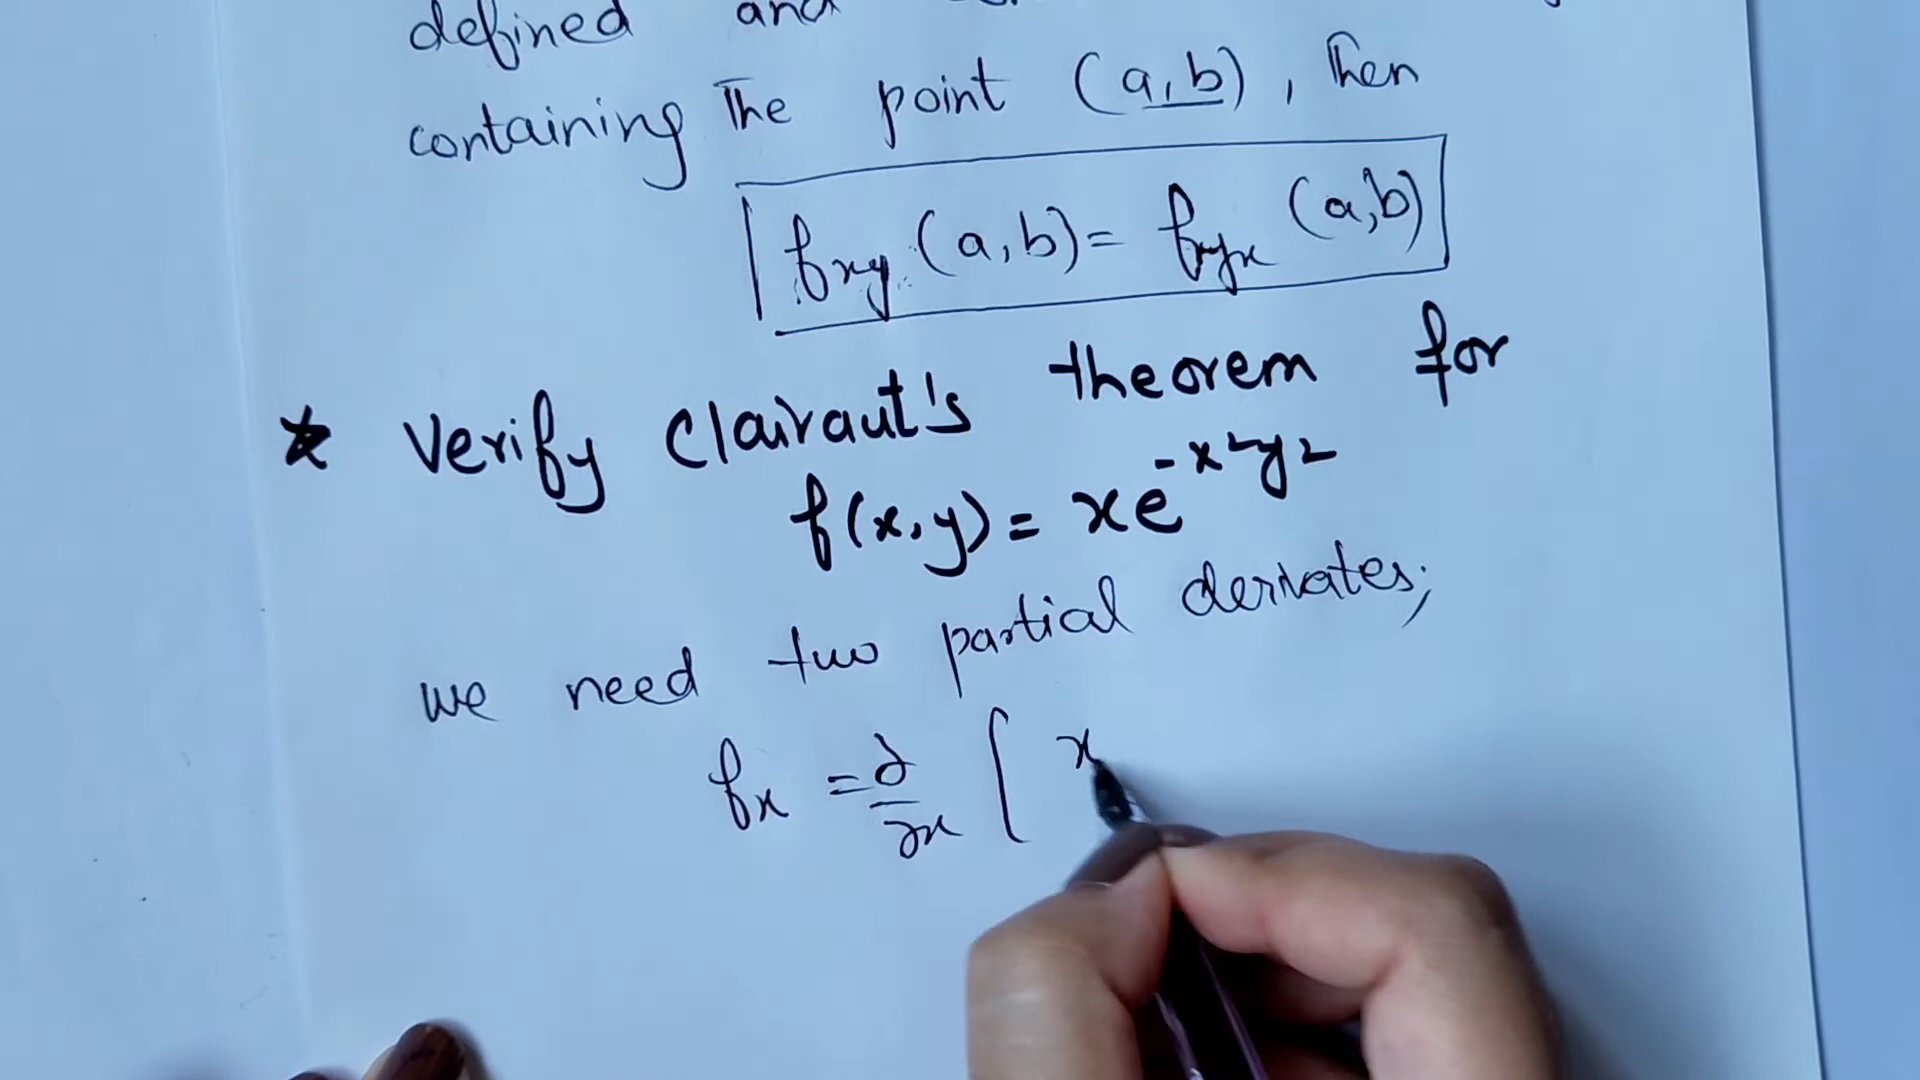 defined and
containing The point (a,b), Then
fxy (a,b) = fyx (a,b)
* Verify Clairaut's theorem for
f(x,y) = xe^-x²y²
we need two partial derivates;
fx = ∂/∂x [ x